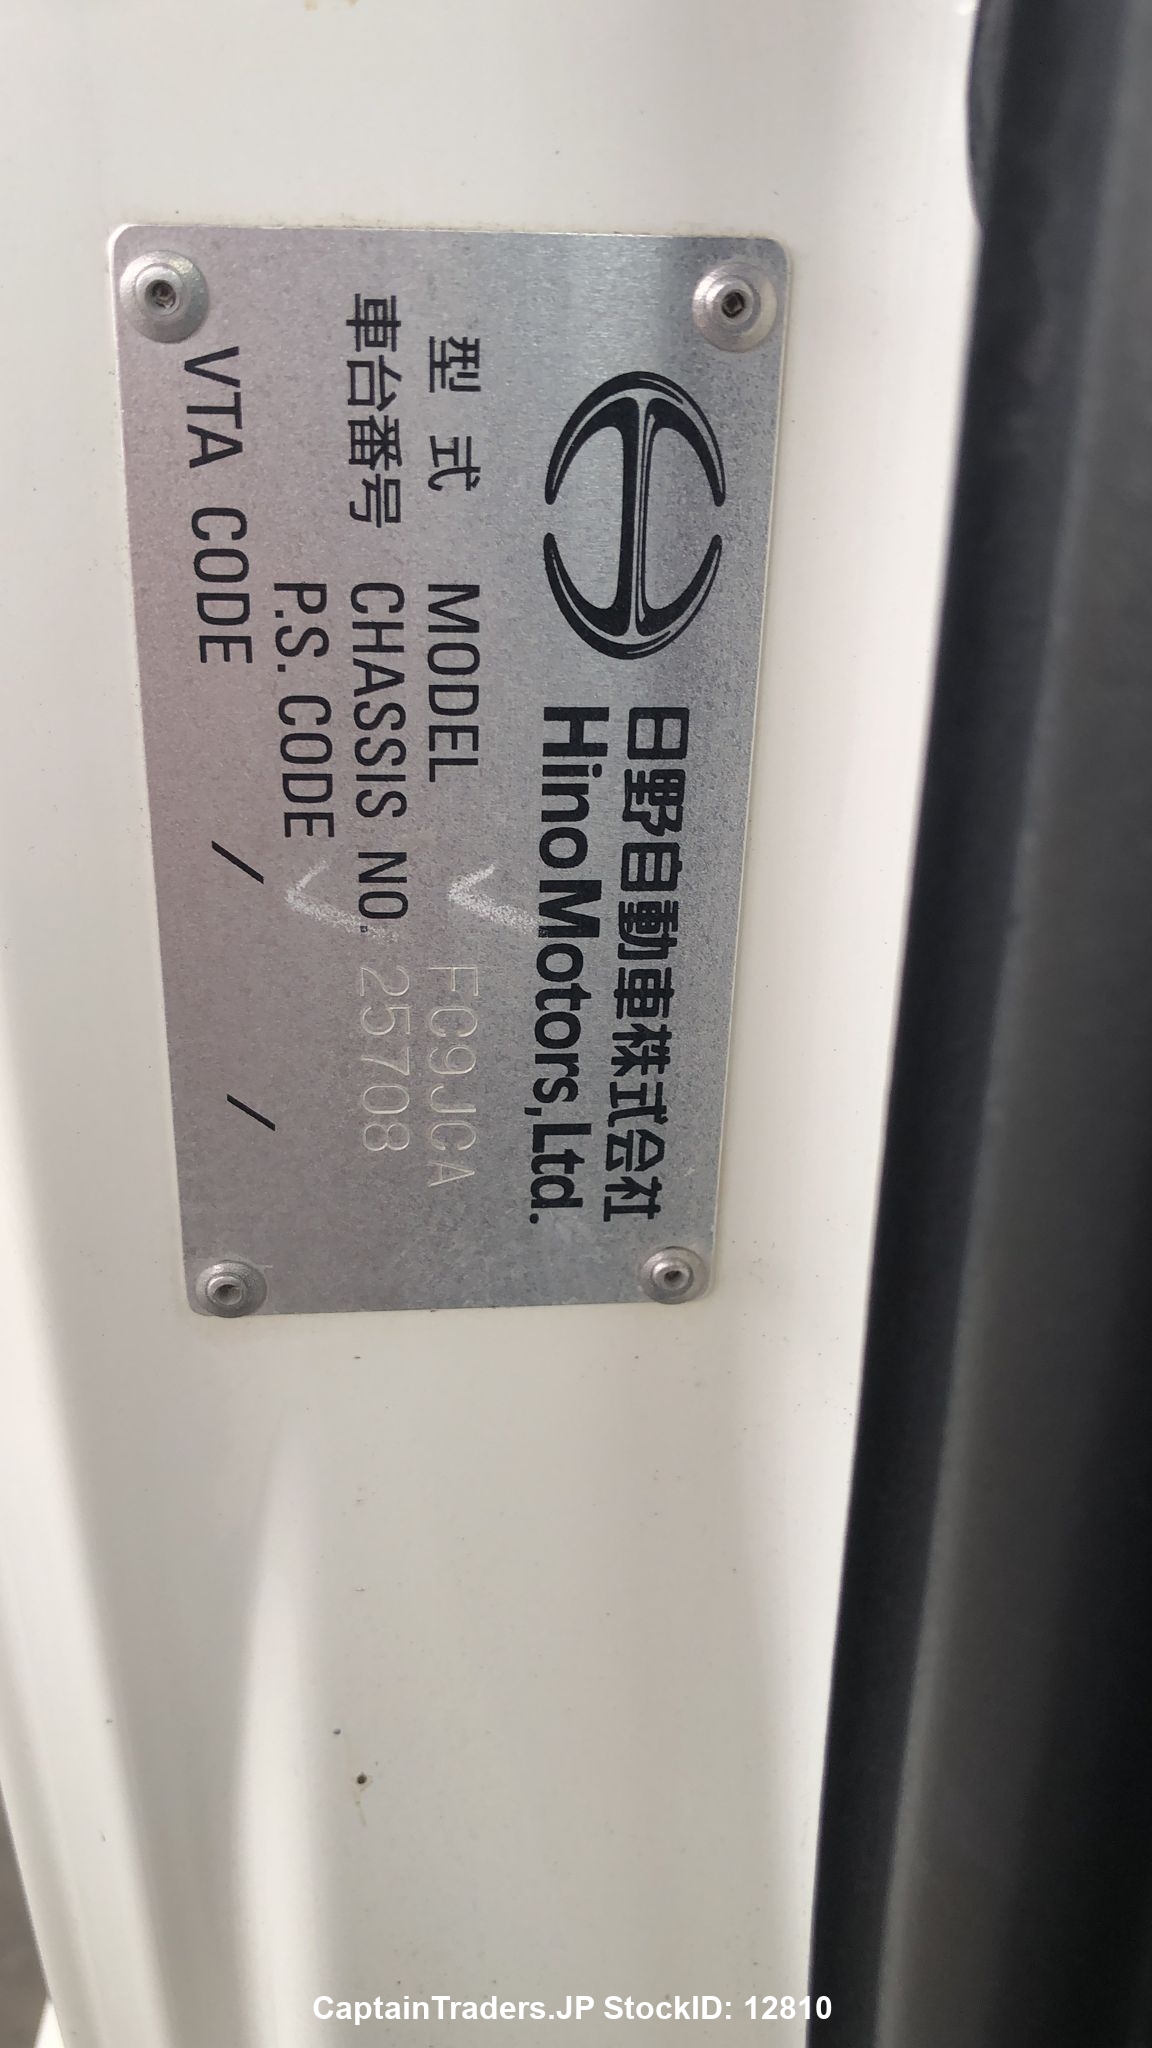 日野自動車株式会社
Hino Motors, Ltd.
型式 MODEL FC9JCA
車台番号 CHASSIS NO. 25708
P.S. CODE
VTA CODE / /
CaptainTraders.JP StockID: 12810